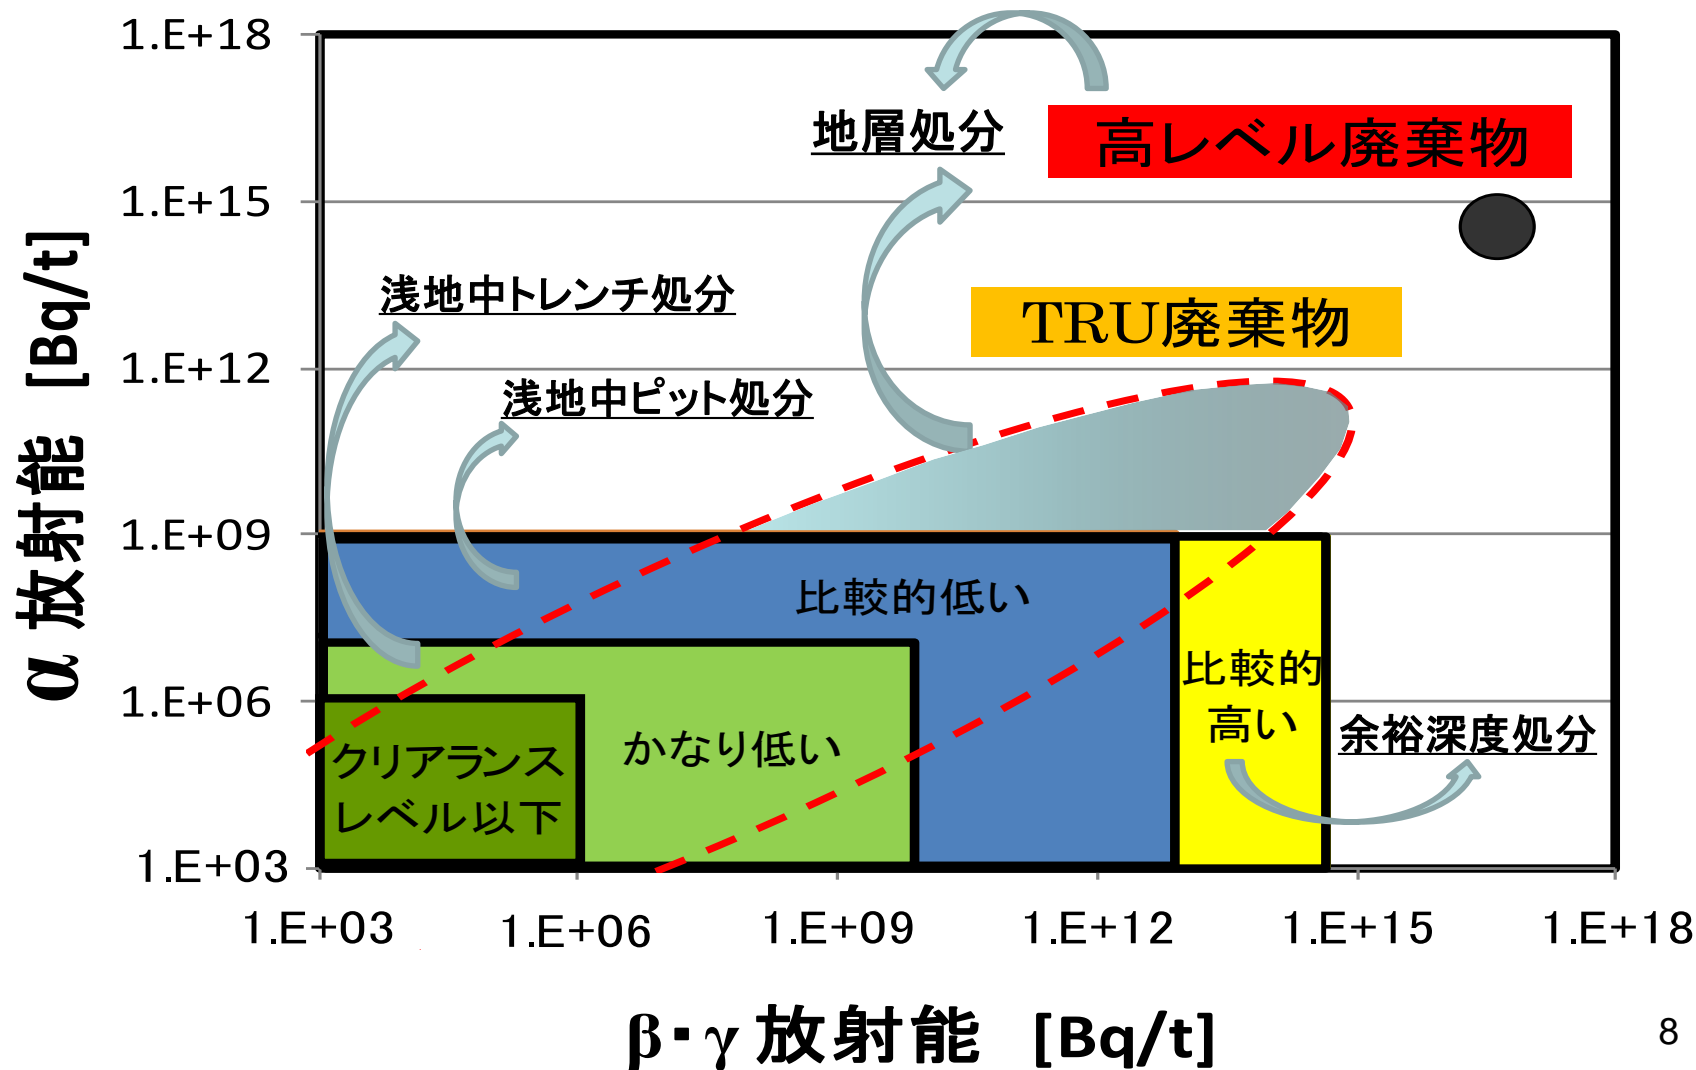 1.E+18
地層処分
高レベル廃棄物
1.E+15
浅地中トレンチ処分
TRU廃棄物
1.E+12
浅地中ピット処分
1.E+09
比較的低い
比較的
高い
1.E+06
余裕深度処分
かなり低い
クリアランス
レベル以下
1.E+03
α 放射能 [Bq/t]
1.E+03 1.E+06 1.E+09 1.E+12 1.E+15 1.E+18
β・γ 放射能 [Bq/t]
8